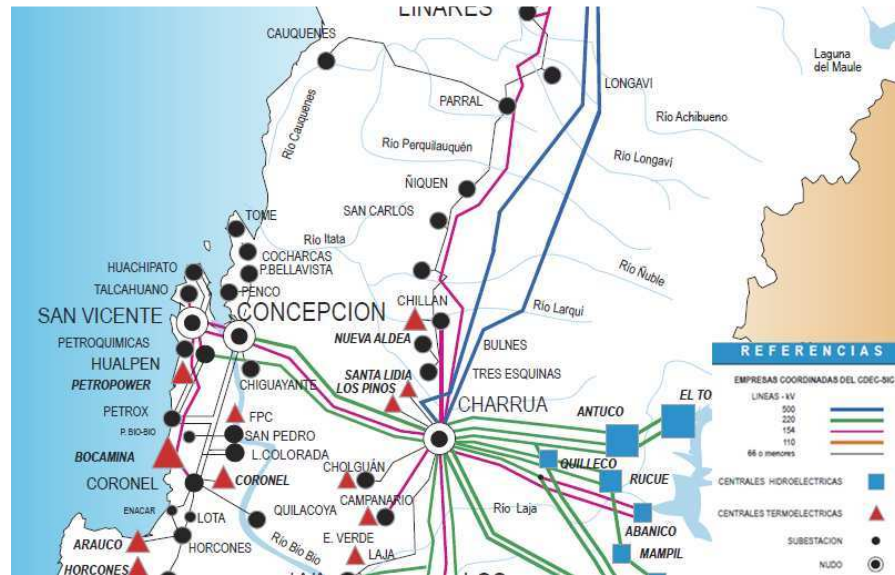 LINARES
CAUQUENES
Laguna
del Maule
LONGAVI
PARRAL
Río Achibueno
Río Cauquenes
Río Perquilauquén
Río Longaví
ÑIQUEN
SAN CARLOS
TOME
Río Itata
COCHARCAS
P.BELLAVISTA
Río Ñuble
HUACHIPATO
TALCAHUANO
PENCO
SAN VICENTE
CONCEPCION
CHILLAN
Río Larqui
NUEVA ALDEA
BULNES
PETROQUIMICAS
HUALPEN
PETROPOWER
CHIGUAYANTE
SANTA LIDIA
LOS PINOS
TRES ESQUINAS
CHARRUA
ANTUCO
EL TO
PETROX
FPC
P. BIO-BIO
SAN PEDRO
L.COLORADA
BOCAMINA
CORONEL
CORONEL
CHOLGUÁN
QUILLECO
RUCUE
CAMPANARIO
ENACAR
LOTA
QUILACOYA
Río Laja
ABANICO
ARAUCO
HORCONES
Río Bio Bio
E. VERDE
LAJA
MAMPIL
HORCONES
REFERENCIAS
EMPRESAS COORDINADAS DEL CDEC-SIC
LINEAS - kV
500
220
154
110
66 o menores
CENTRALES HIDROELECTRICAS
CENTRALES TERMOELECTRICAS
SUBESTACION
NUDO